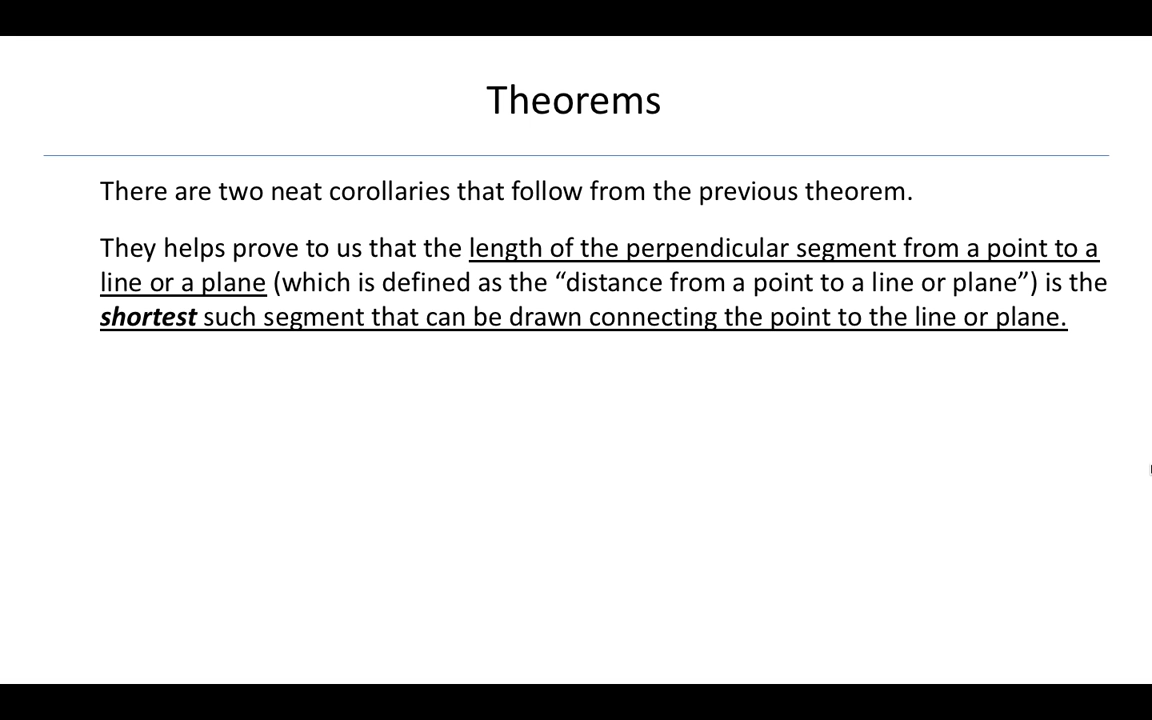 Theorems
There are two neat corollaries that follow from the previous theorem.
They helps prove to us that the length of the perpendicular segment from a point to a
line or a plane (which is defined as the “distance from a point to a line or plane”) is the
shortest such segment that can be drawn connecting the point to the line or plane.